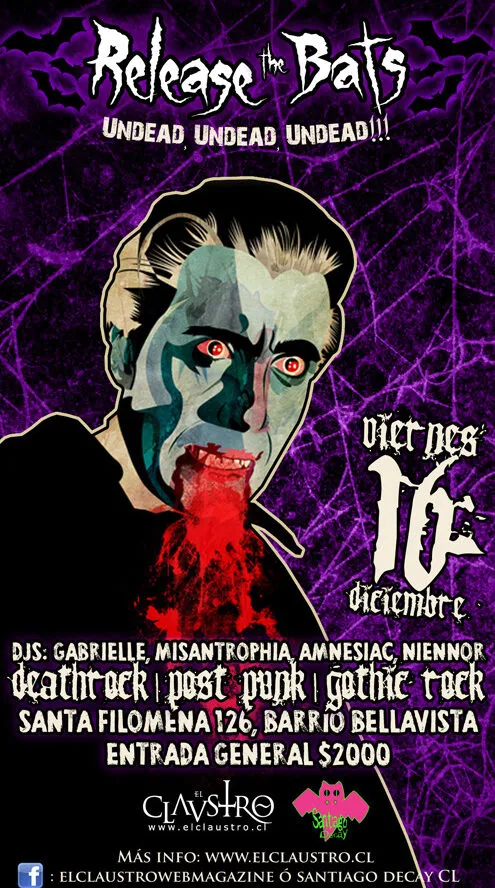 Release the Bats
UNDEAD, UNDEAD, UNDEAD!!!
viernes
16
diciembre
DJS: GABRIELLE, MISANTROPHIA, AMNESIAC, NIENNOR
deathrock | post punk | gothic rock
SANTA FILOMENA 126, BARRIO BELLAVISTA
ENTRADA GENERAL $2000
EL
CLAVSTRO
www.elclaustro.cl
Santiago
Decay
MÁS INFO: WWW.ELCLAUSTRO.CL
f : ELCLAUSTROWEBMAGAZINE Ó SANTIAGO DECAY CL